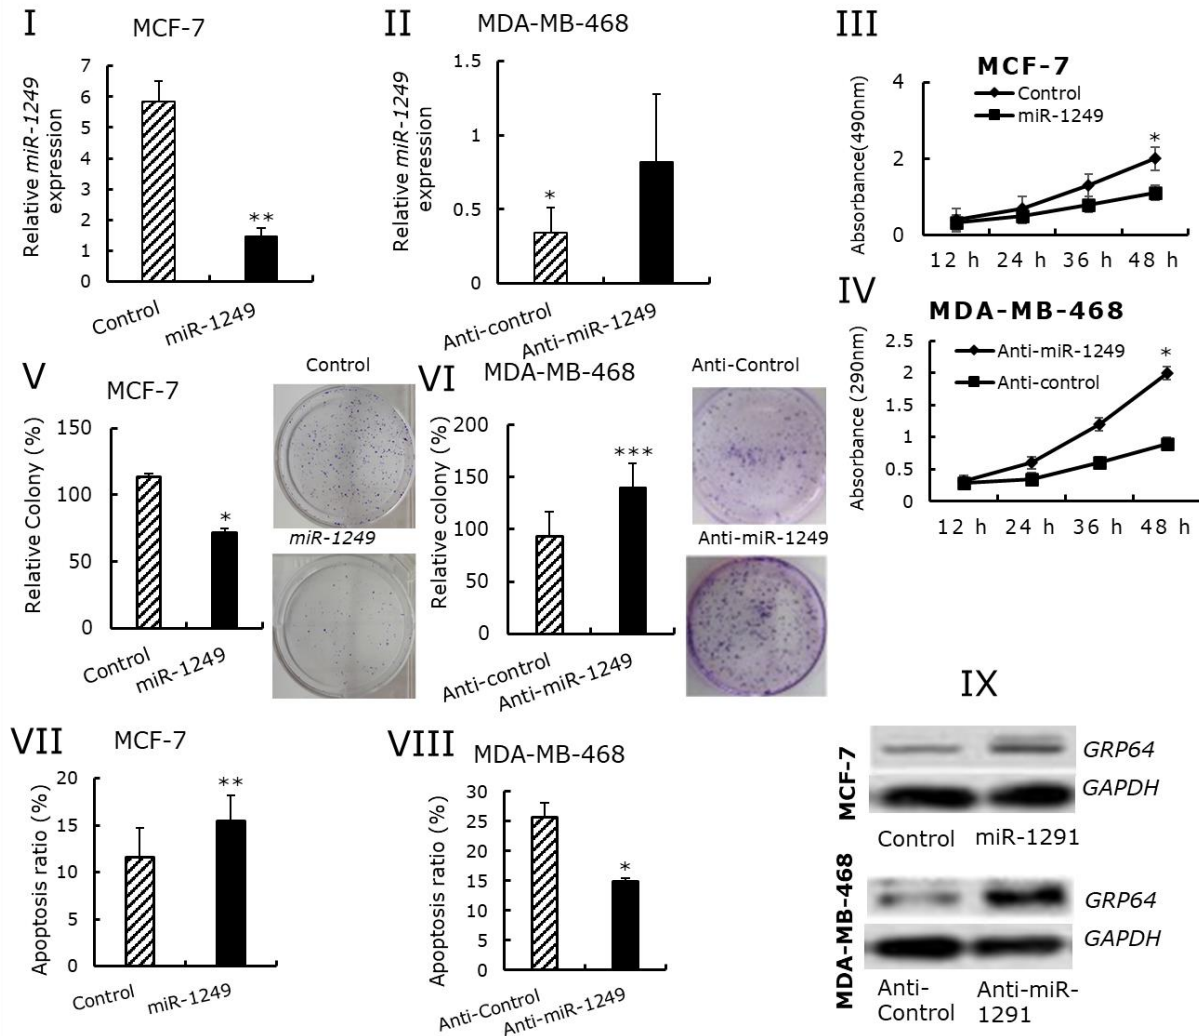 I
MCF-7
Relative miR-1249
expression
7
6
5
4
3
2
1
0
**
Control
miR-1249
II
MDA-MB-468
Relative miR-1249
expression
1.5
1
0.5
0
*
Anti-control
Anti-miR-1249
III
MCF-7
Control
miR-1249
Absorbance(490nm)
4
2
0
*
12 h 24 h 36 h 48 h
IV
MDA-MB-468
Anti-miR-1249
Anti-control
Absorbance (290nm)
2.5
2
1.5
1
0.5
0
*
12 h 24 h 36 h 48 h
V
MCF-7
Relative Colony (%)
150
100
50
0
*
Control
miR-1249
Control
miR-1249
VI
MDA-MB-468
Relative colony (%)
200
150
100
50
0
***
Anti-control
Anti-miR-1249
Anti-Control
Anti-miR-1249
VII
MCF-7
Apoptosis ratio (%)
20
15
10
5
0
**
Control
miR-1249
VIII
MDA-MB-468
Apoptosis ratio (%)
30
25
20
15
10
5
0
*
Anti-Control
Anti-miR-1249
IX
MCF-7
GRP64
GAPDH
Control miR-1291
MDA-MB-468
GRP64
GAPDH
Anti-
Control
Anti-miR-
1291